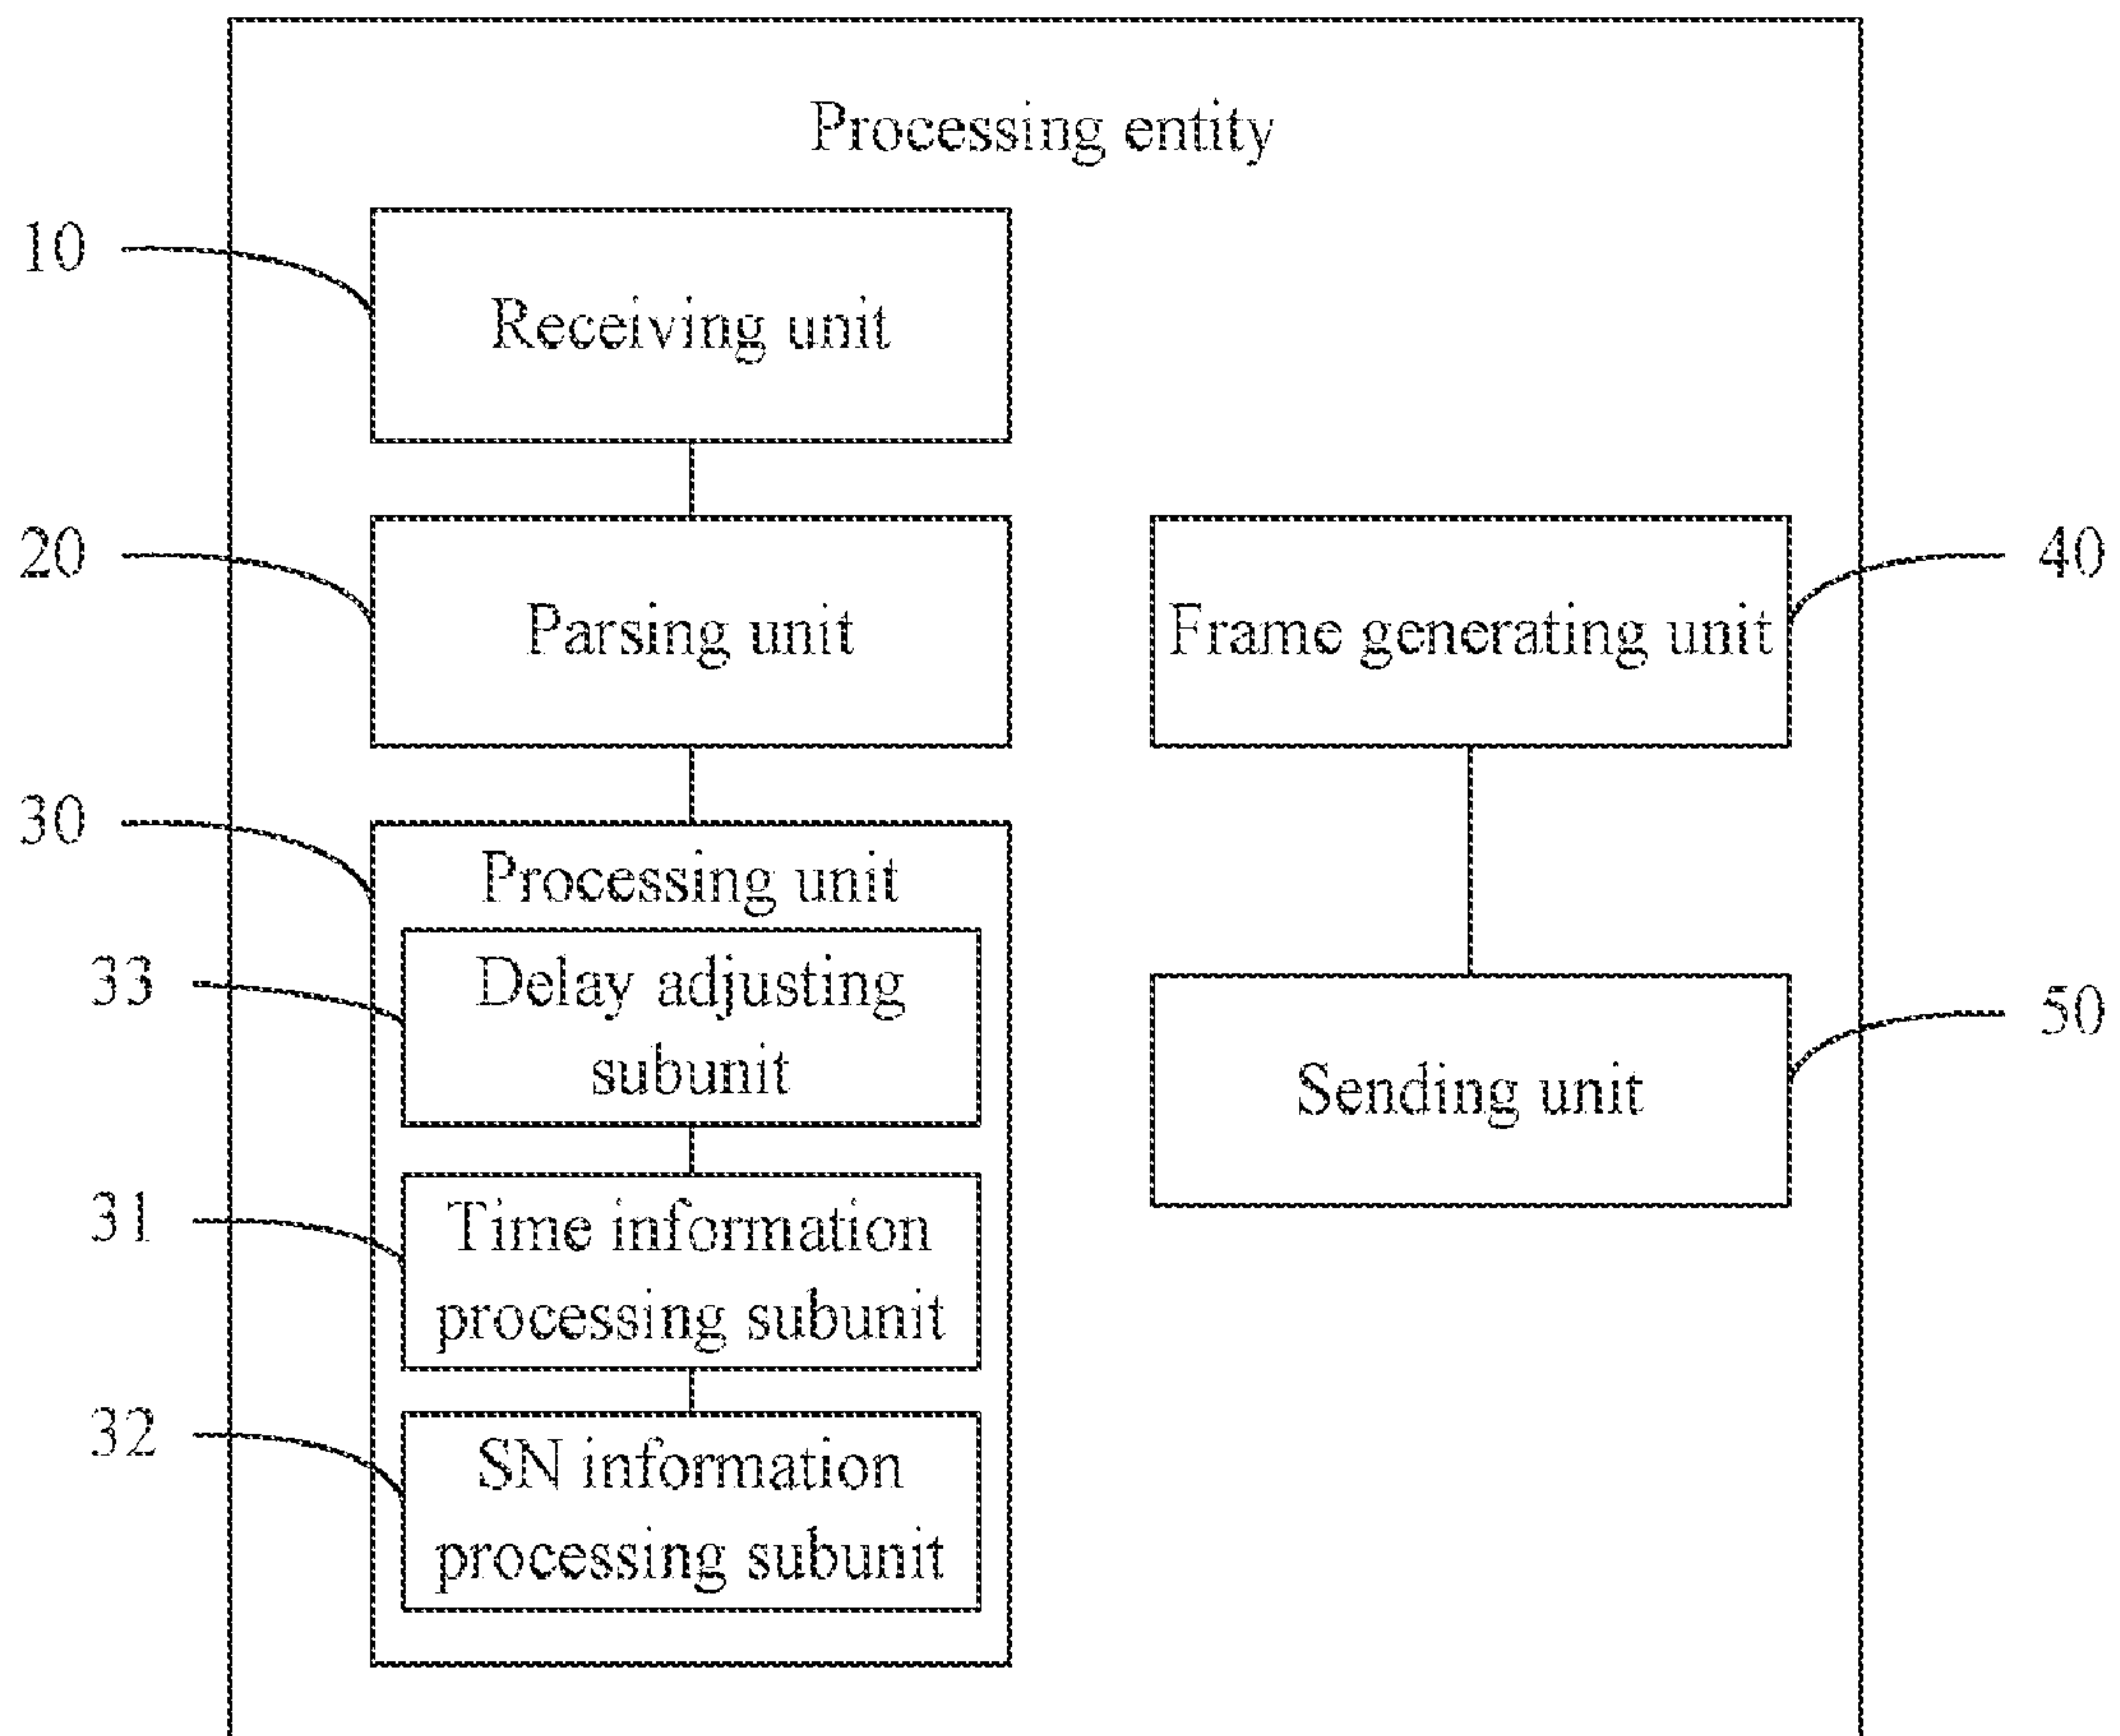 Processing entity
10
Receiving unit
20
Parsing unit
40
Frame generating unit
30
Processing unit
33
Delay adjusting
subunit
50
Sending unit
31
Time information
processing subunit
32
SN information
processing subunit